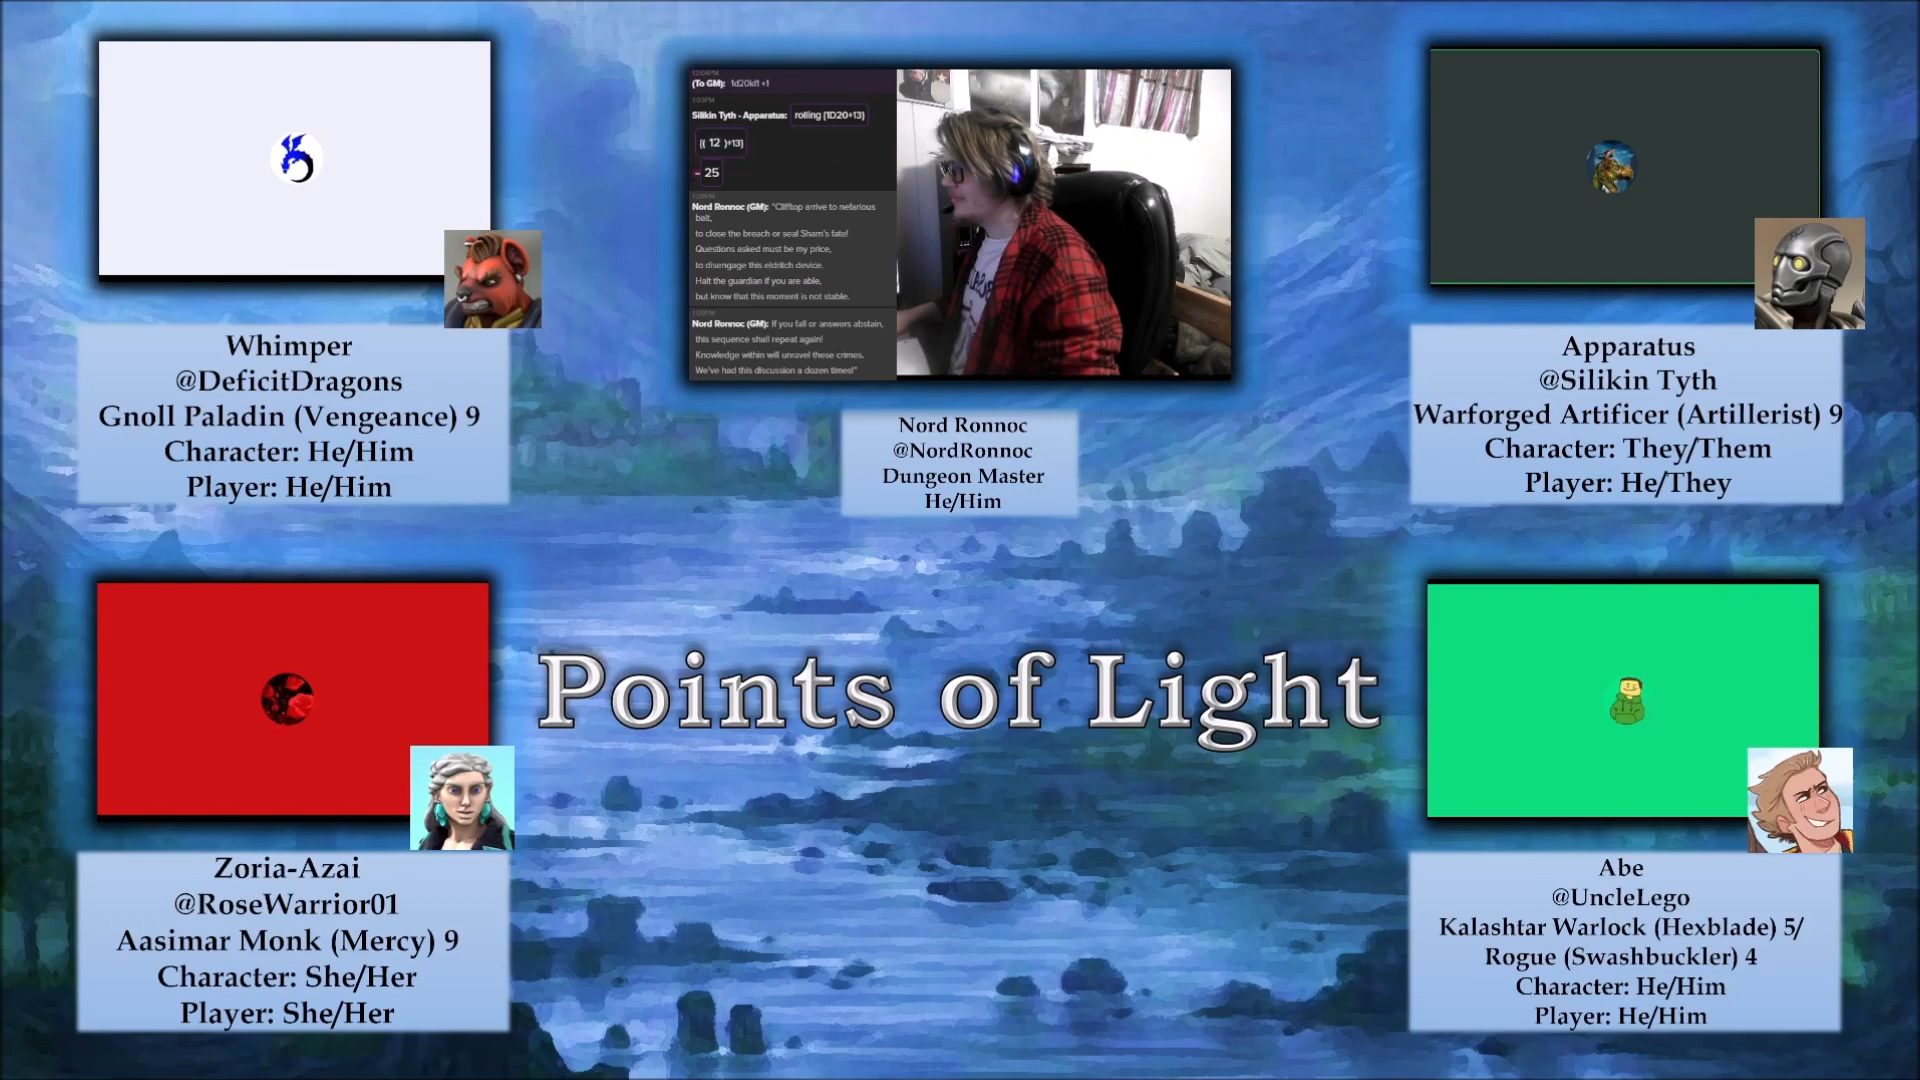 12:04PM
(To GM): 1d20kl1 +1
1:03PM
Silikin Tyth - Apparatus: rolling [1D20+13]
(( 12 )+13)
25
Nord Ronnoc (GM): "Clifftop arrive to nefarious
bait,
to close the breach or seal Sharn's fate!
Questions asked must be my price,
to disengage this eldritch device.
Halt the guardian if you are able,
but know that this moment is not stable.
Nord Ronnoc (GM): If you fall or answers abstain,
this sequence shall repeat again!
Knowledge within will unravel these crimes.
We've had this discussion a dozen times!"
Whimper
@DeficitDragons
Gnoll Paladin (Vengeance) 9
Character: He/Him
Player: He/Him
Nord Ronnoc
@NordRonnoc
Dungeon Master
He/Him
Apparatus
@Silikin Tyth
Warforged Artificer (Artillerist) 9
Character: They/Them
Player: He/They
Points of Light
Zoria-Azai
@RoseWarrior01
Aasimar Monk (Mercy) 9
Character: She/Her
Player: She/Her
Abe
@UncleLego
Kalashtar Warlock (Hexblade) 5/
Rogue (Swashbuckler) 4
Character: He/Him
Player: He/Him